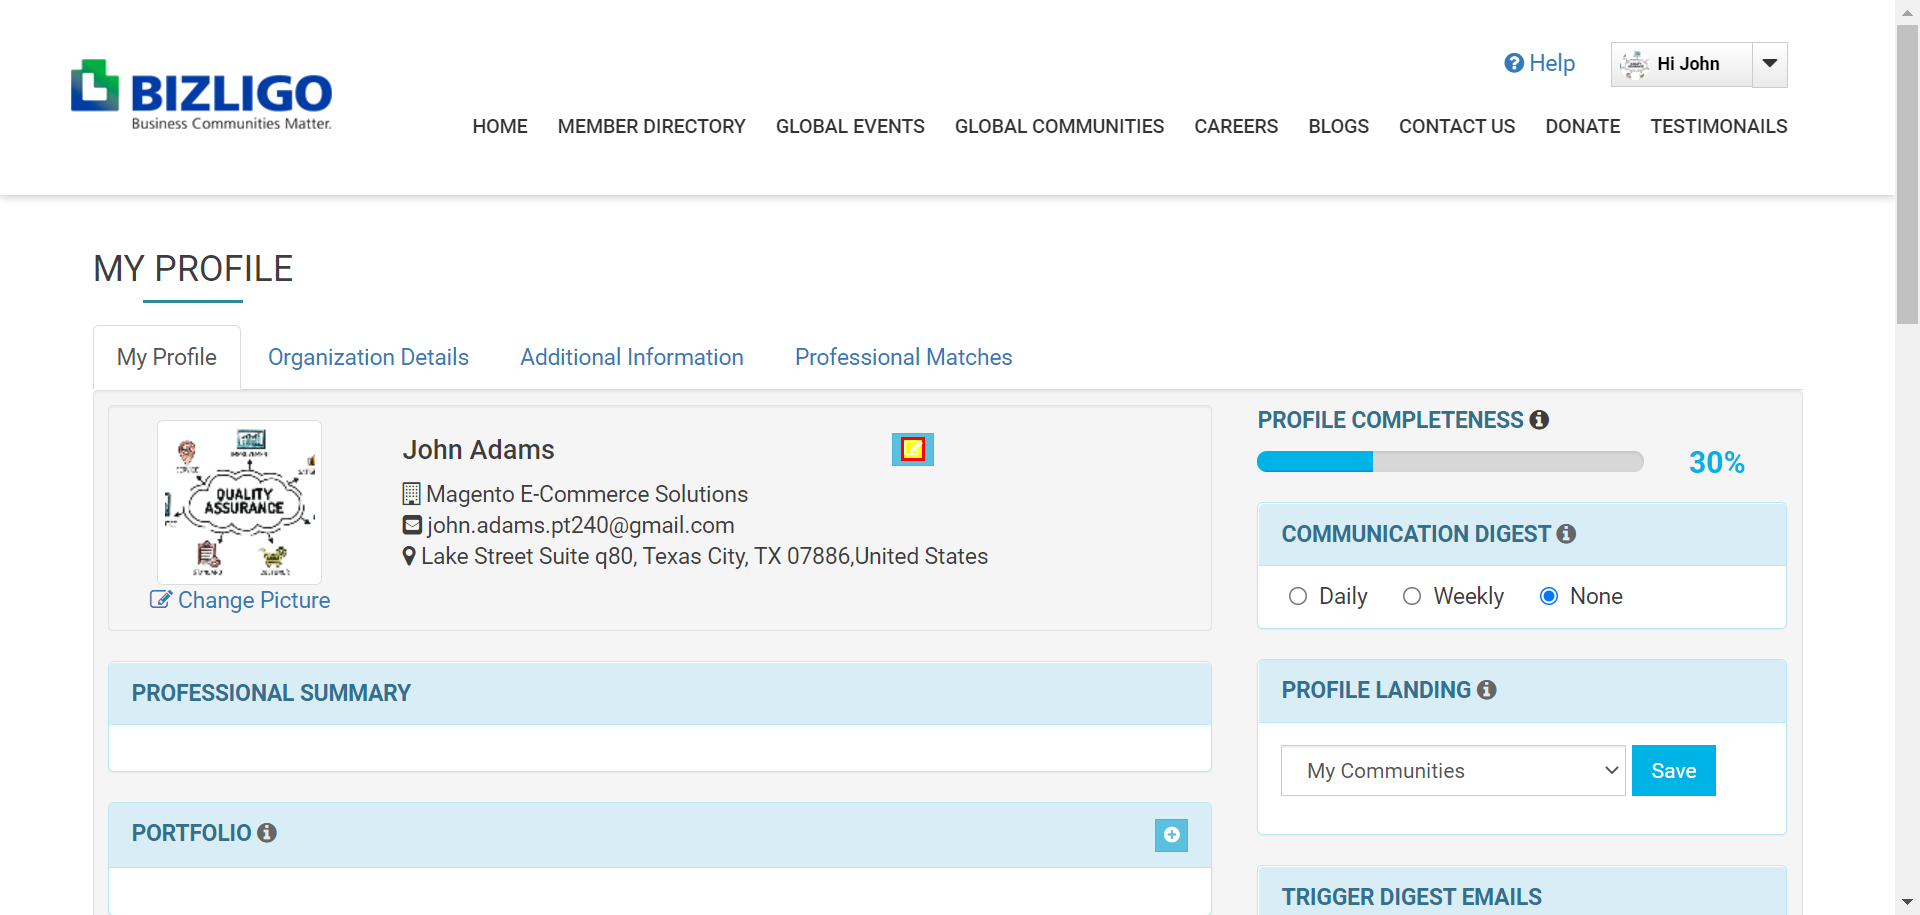 Help
Hi John
BIZLIGO
Business Communities Matter.
HOME MEMBER DIRECTORY GLOBAL EVENTS GLOBAL COMMUNITIES CAREERS BLOGS CONTACT US DONATE TESTIMONAILS
MY PROFILE
My Profile Organization Details Additional Information Professional Matches
QUALITY
ASSURANCE
Change Picture
John Adams
Magento E-Commerce Solutions
john.adams.pt240@gmail.com
Lake Street Suite q80, Texas City, TX 07886,United States
PROFESSIONAL SUMMARY
PORTFOLIO
PROFILE COMPLETENESS
30%
COMMUNICATION DIGEST
Daily Weekly None
PROFILE LANDING
My Communities Save
TRIGGER DIGEST EMAILS